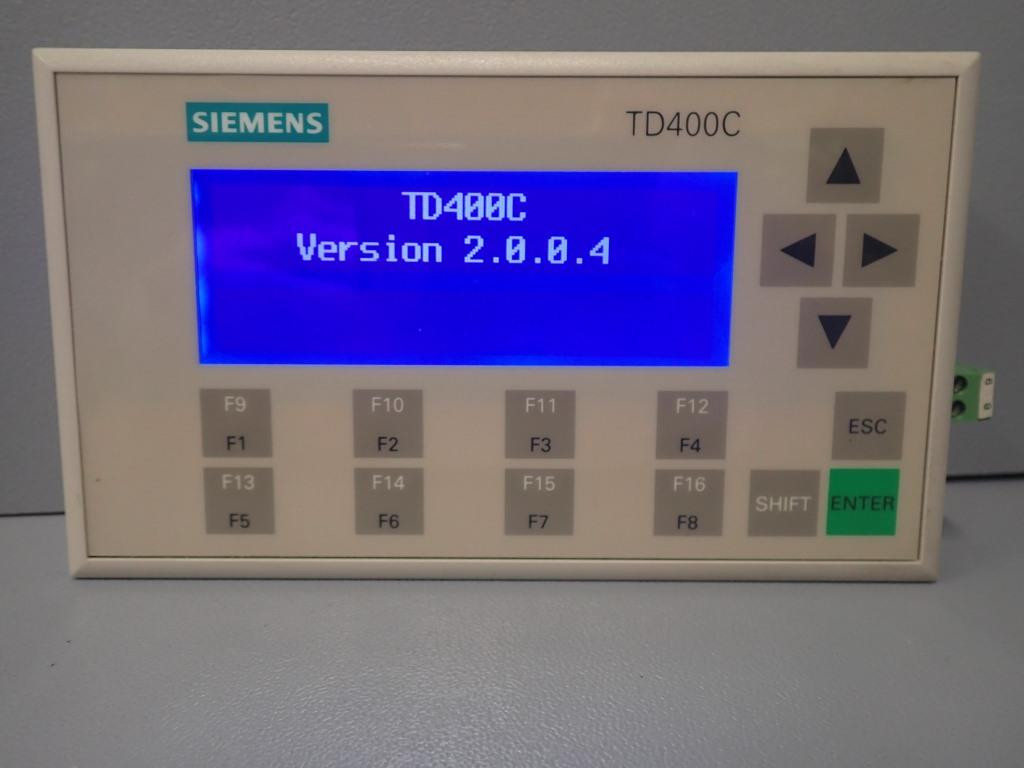 SIEMENS
TD400C
TD400C
Version 2.0.0.4
F9 F10 F11 F12
F1 F2 F3 F4
ESC
F13 F14 F15 F16
F5 F6 F7 F8
SHIFT
ENTER